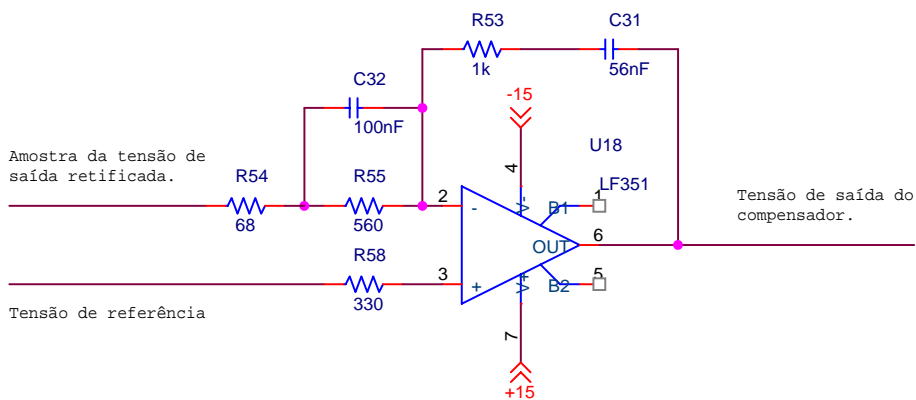 R53
C31
1k
56nF
C32
100nF
-15
U18
4
LF351
Amostra da tensão de
saída retificada.
R54
R55
68
560
2
-
V-
B1
1
OUT
6
Tensão de saída do
compensador.
R58
330
3
+
V+
B2
5
Tensão de referência
7
+15